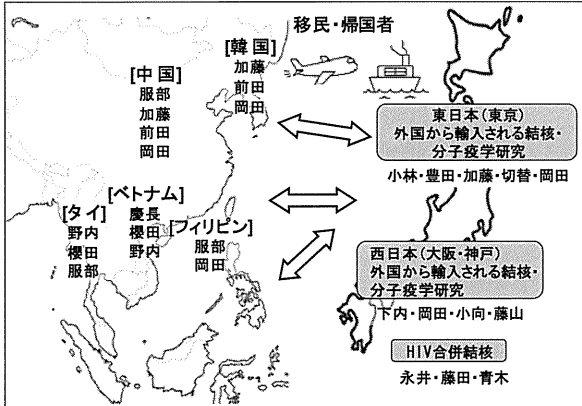 移民・帰国者
[韓 国]
加藤
前田
岡田
[中 国]
服部
加藤
前田
岡田
東日本(東京)
外国から輸入される結核・
分子疫学研究
小林・豊田・加藤・切替・岡田
[ベトナム]
慶長
櫻田
野内
[タイ]
野内
櫻田
服部
[フィリピン]
服部
岡田
西日本(大阪・神戸)
外国から輸入される結核・
分子疫学研究
下内・岡田・小向・藤山
HIV合併結核
永井・藤田・青木